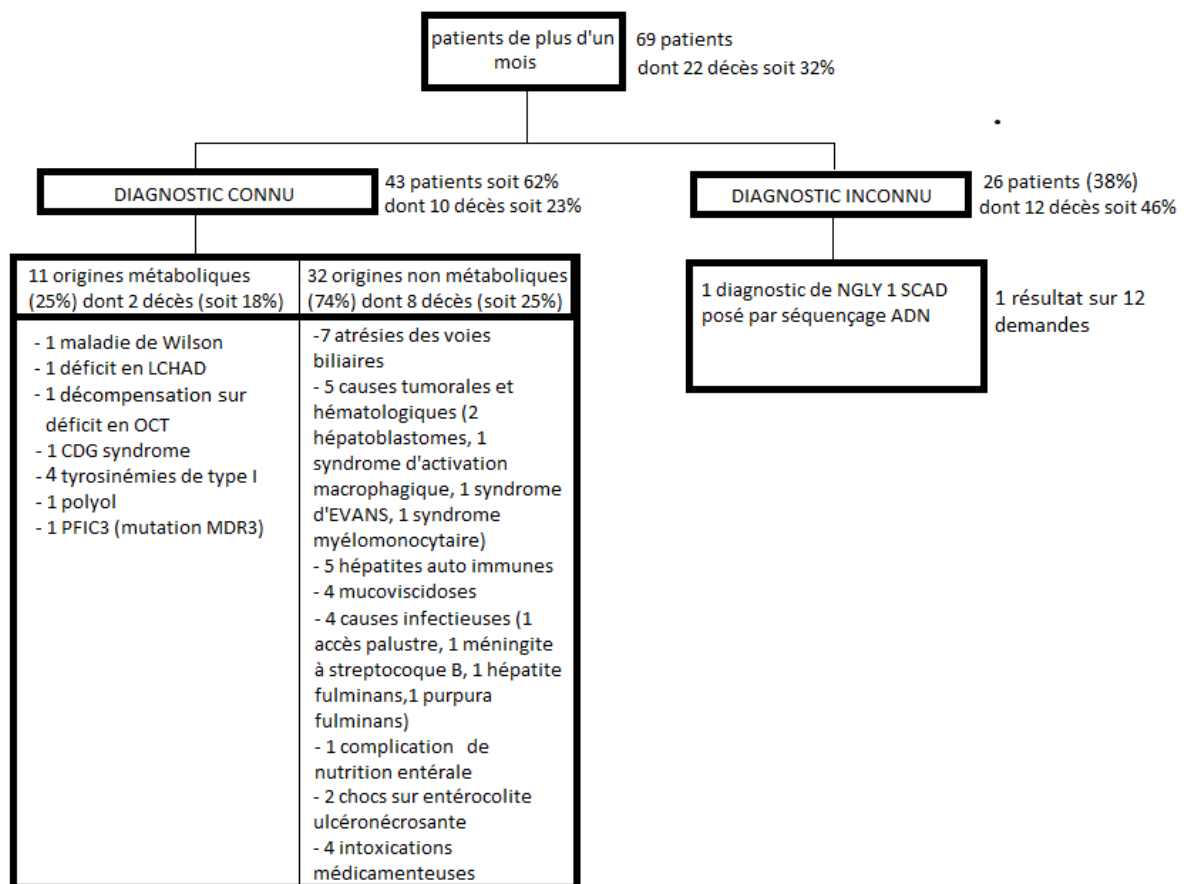 patients de plus d'un
mois
69 patients
dont 22 décès soit 32%
DIAGNOSTIC CONNU
43 patients soit 62%
dont 10 décès soit 23%
DIAGNOSTIC INCONNU
26 patients (38%)
dont 12 décès soit 46%
11 origines métaboliques
(25%) dont 2 décès (soit 18%)
- 1 maladie de Wilson
- 1 déficit en LCHAD
- 1 décompensation sur
déficit en OCT
- 1 CDG syndrome
- 4 tyrosinémies de type I
- 1 polyol
- 1 PFIC3 (mutation MDR3)
32 origines non métaboliques
(74%) dont 8 décès (soit 25%)
-7 atrésies des voies
biliaires
- 5 causes tumorales et
hématologiques (2
hépatoblastomes, 1
syndrome d'activation
macrophagique, 1 syndrome
d'EVANS, 1 syndrome
myélomonocytaire)
- 5 hépatites auto immunes
- 4 mucoviscidoses
- 4 causes infectieuses (1
accès palustre, 1 méningite
à streptocoque B, 1 hépatite
fulminans,1 purpura
fulminans)
- 1 complication de
nutrition entérale
- 2 chocs sur entérocolite
ulcéronécrosante
- 4 intoxications
médicamenteuses
1 diagnostic de NGLY 1 SCAD
posé par séquençage ADN
1 résultat sur 12
demandes